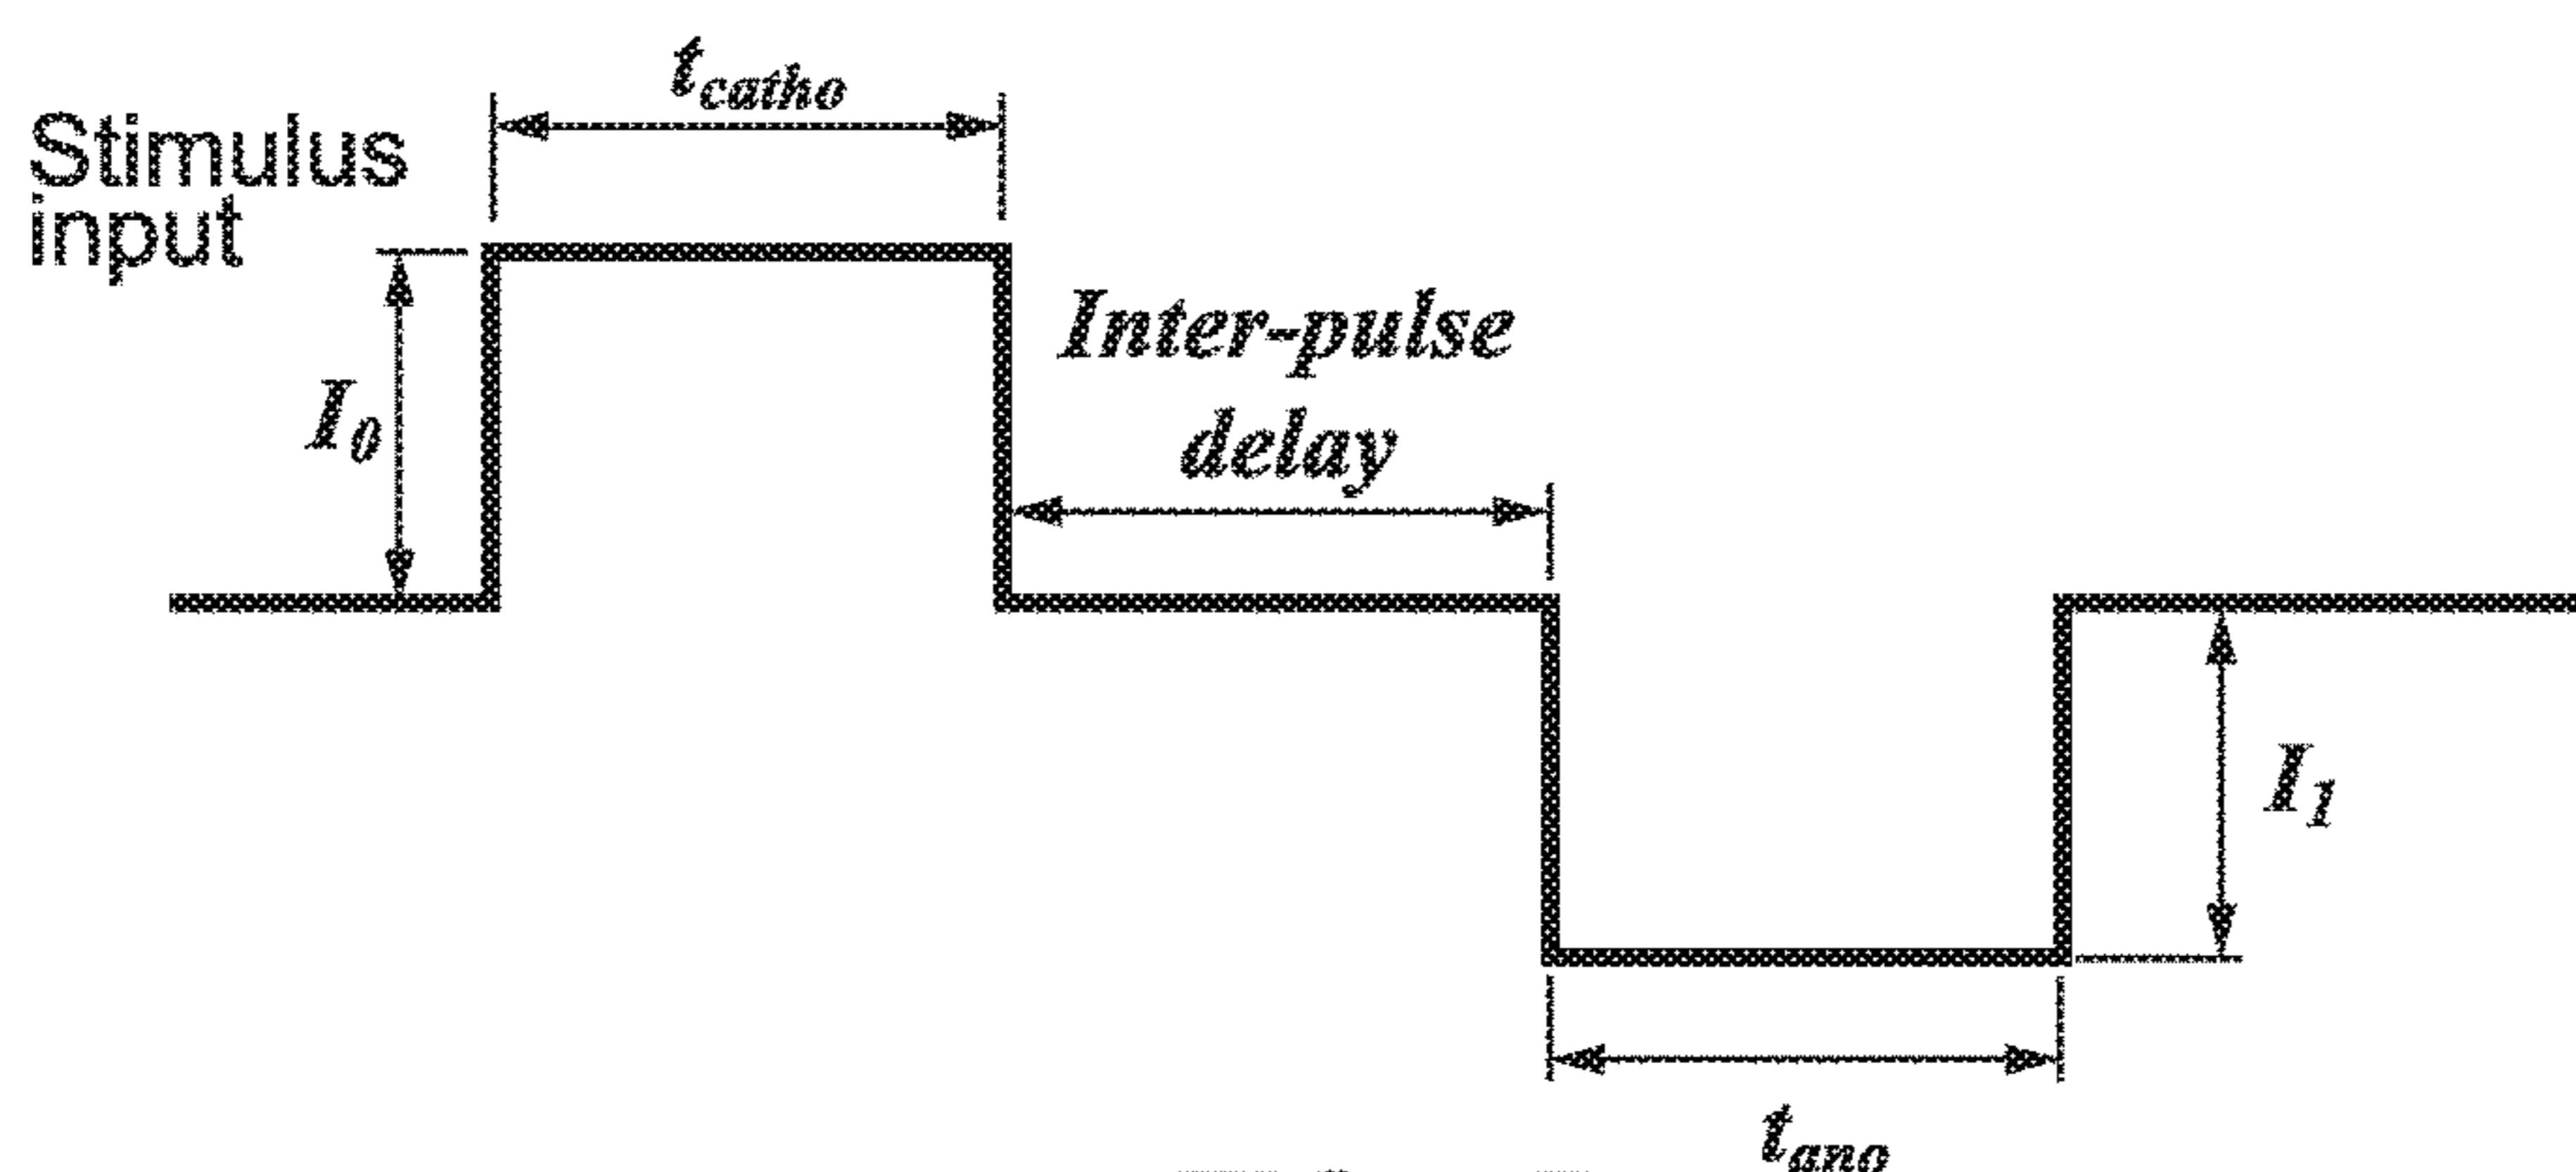 t_catho
Stimulus
input
Inter-pulse
I_0
delay
I_1
t_ano